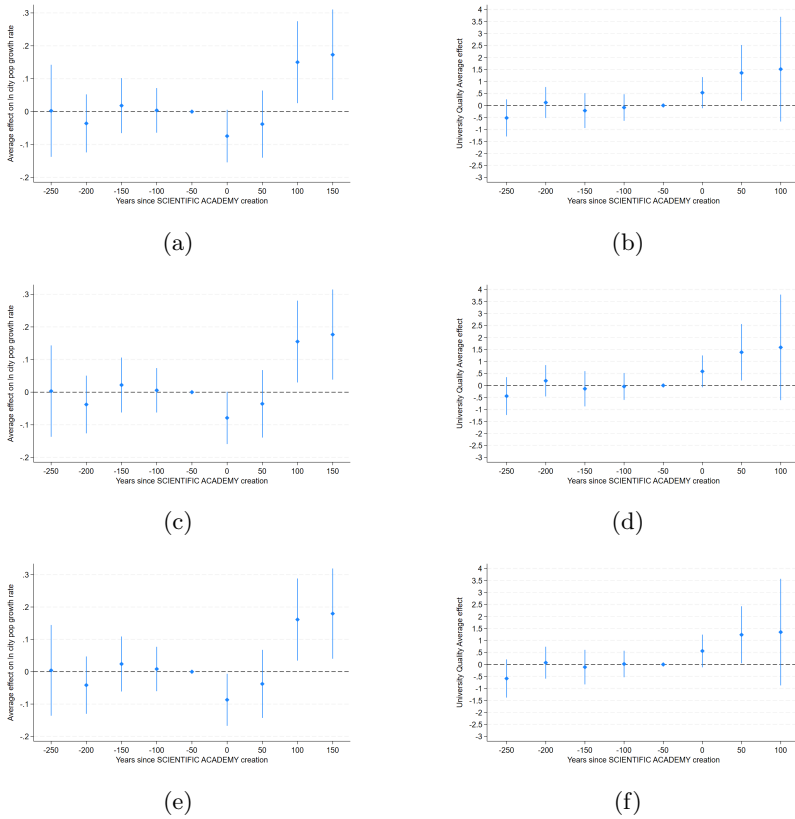 Average effect on ln city pop growth rate
.3
.2
.1
0
-.1
-.2
-250 -200 -150 -100 -50 0 50 100 150
Years since SCIENTIFIC ACADEMY creation
(a)
University Quality Average effect
4
3.5
3
2.5
2
1.5
1
.5
0
-.5
-1
-1.5
-2
-2.5
-3
-250 -200 -150 -100 -50 0 50 100
Years since SCIENTIFIC ACADEMY creation
(b)
Average effect on ln city pop growth rate
.3
.2
.1
0
-.1
-.2
-250 -200 -150 -100 -50 0 50 100 150
Years since SCIENTIFIC ACADEMY creation
(c)
University Quality Average effect
4
3.5
3
2.5
2
1.5
1
.5
0
-.5
-1
-1.5
-2
-2.5
-3
-250 -200 -150 -100 -50 0 50 100
Years since SCIENTIFIC ACADEMY creation
(d)
Average effect on ln city pop growth rate
.3
.2
.1
0
-.1
-.2
-250 -200 -150 -100 -50 0 50 100 150
Years since SCIENTIFIC ACADEMY creation
(e)
University Quality Average effect
4
3.5
3
2.5
2
1.5
1
.5
0
-.5
-1
-1.5
-2
-2.5
-3
-250 -200 -150 -100 -50 0 50 100
Years since SCIENTIFIC ACADEMY creation
(f)